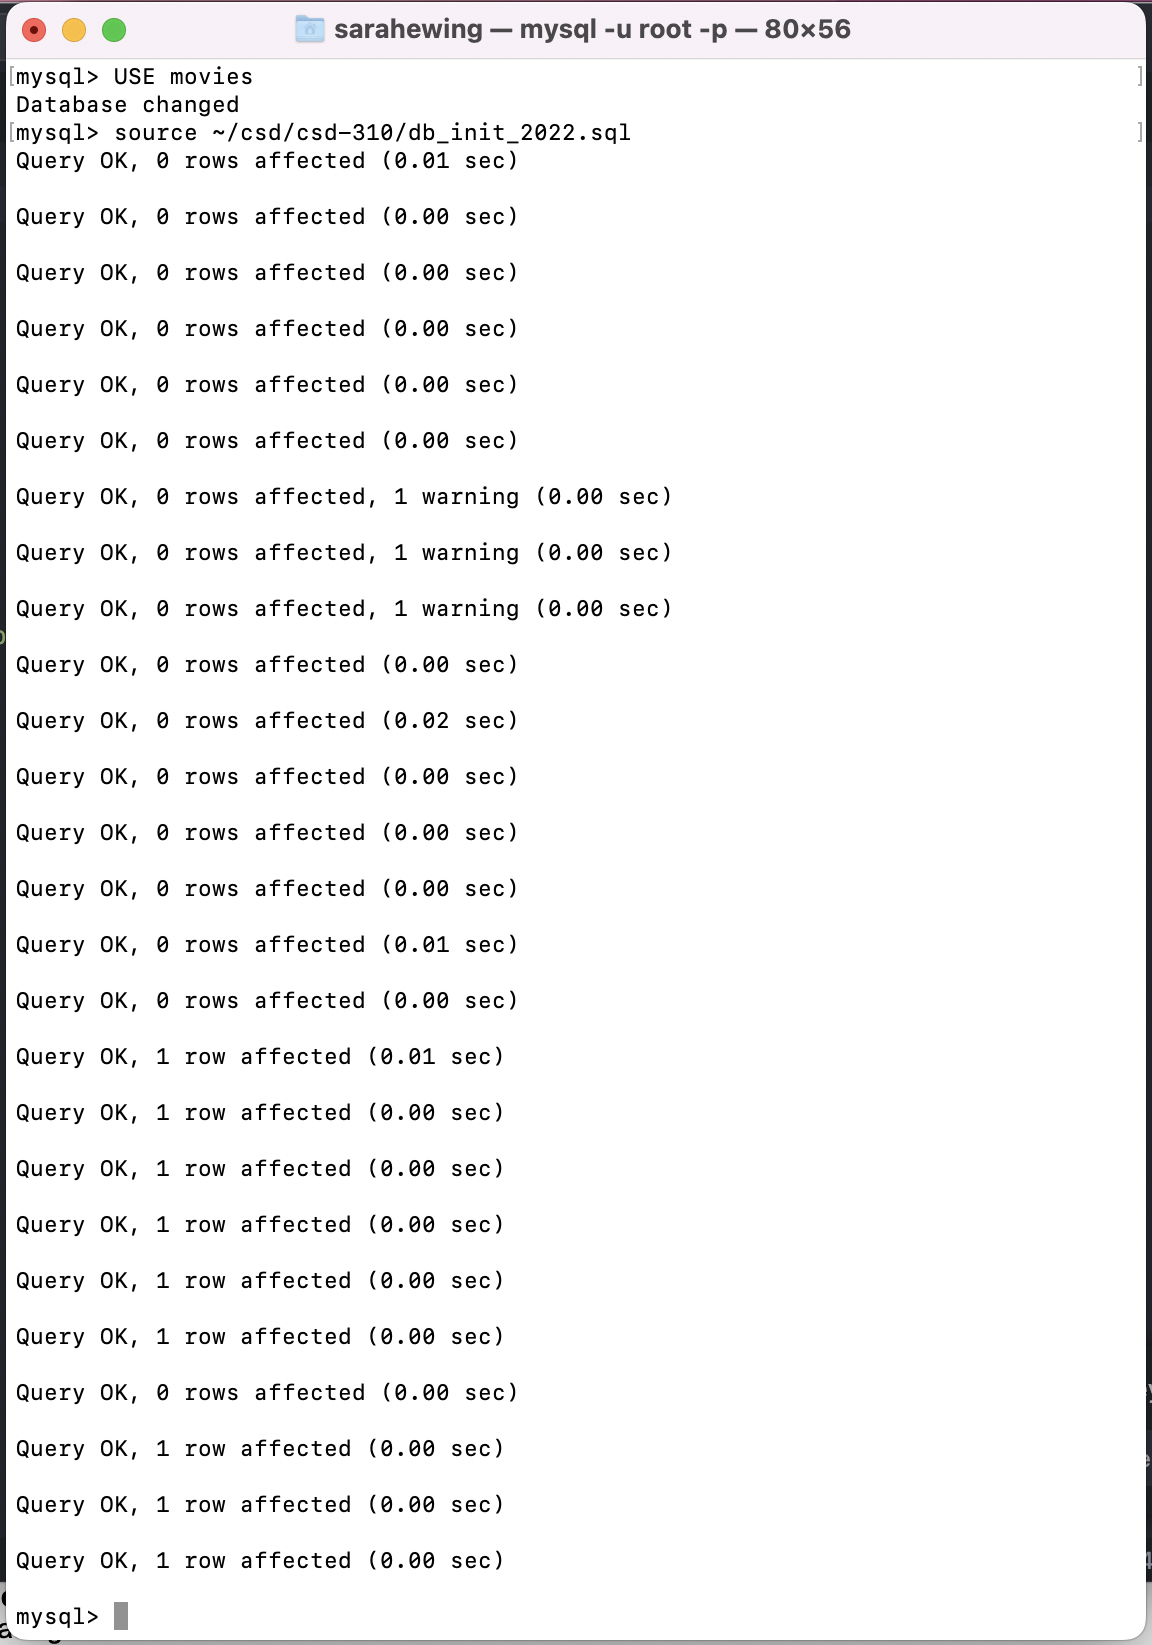 sarahewing — mysql -u root -p — 80×56
[mysql> USE movies ]
Database changed
[mysql> source ~/csd/csd-310/db_init_2022.sql ]
Query OK, 0 rows affected (0.01 sec)
Query OK, 0 rows affected (0.00 sec)
Query OK, 0 rows affected (0.00 sec)
Query OK, 0 rows affected (0.00 sec)
Query OK, 0 rows affected (0.00 sec)
Query OK, 0 rows affected (0.00 sec)
Query OK, 0 rows affected, 1 warning (0.00 sec)
Query OK, 0 rows affected, 1 warning (0.00 sec)
Query OK, 0 rows affected, 1 warning (0.00 sec)
Query OK, 0 rows affected (0.00 sec)
Query OK, 0 rows affected (0.02 sec)
Query OK, 0 rows affected (0.00 sec)
Query OK, 0 rows affected (0.00 sec)
Query OK, 0 rows affected (0.00 sec)
Query OK, 0 rows affected (0.01 sec)
Query OK, 0 rows affected (0.00 sec)
Query OK, 1 row affected (0.01 sec)
Query OK, 1 row affected (0.00 sec)
Query OK, 1 row affected (0.00 sec)
Query OK, 1 row affected (0.00 sec)
Query OK, 1 row affected (0.00 sec)
Query OK, 1 row affected (0.00 sec)
Query OK, 0 rows affected (0.00 sec)
Query OK, 1 row affected (0.00 sec)
Query OK, 1 row affected (0.00 sec)
Query OK, 1 row affected (0.00 sec)
mysql>